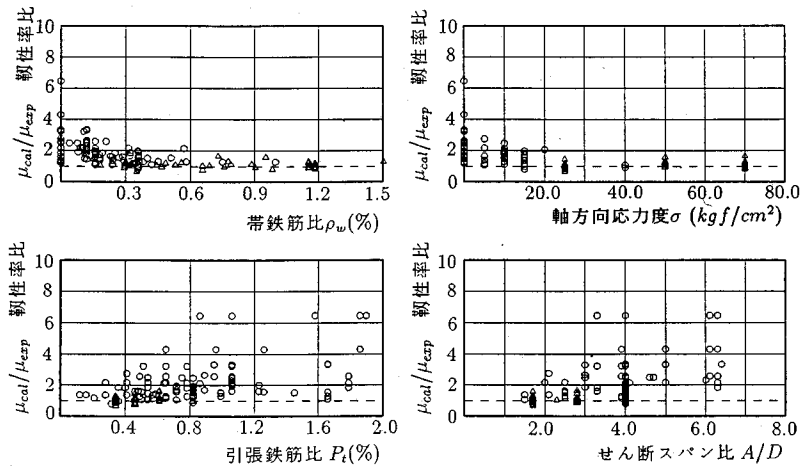 μcal/μexp 靱性率比
10
8
6
4
2
0
0.3 0.6 0.9 1.2 1.5
帯鉄筋比ρw(%)
μcal/μexp 靱性率比
10
8
6
4
2
0
20.0 40.0 60.0 80.0
軸方向応力度σ (kgf/cm²)
μcal/μexp 靱性率比
10
8
6
4
2
0
0.4 0.8 1.2 1.6 2.0
引張鉄筋比 Pt(%)
μcal/μexp 靱性率比
10
8
6
4
2
0
2.0 4.0 6.0 8.0
せん断スパン比 A/D